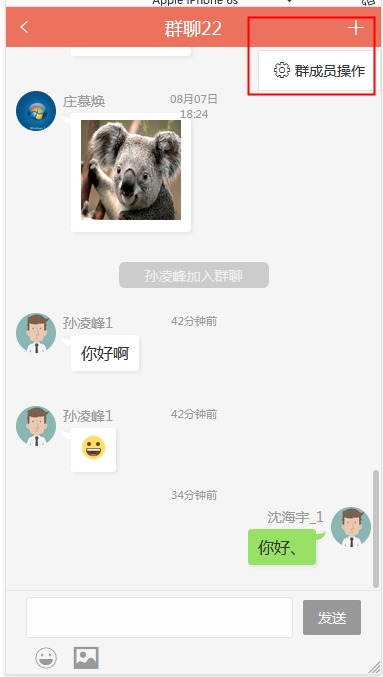 Apple iPhone 6s
群聊22
群成员操作
庄慕焕
08月07日
18:24
孙凌峰加入群聊
孙凌峰1
42分钟前
你好啊
孙凌峰1
42分钟前
34分钟前
沈海宇_1
你好、
发送